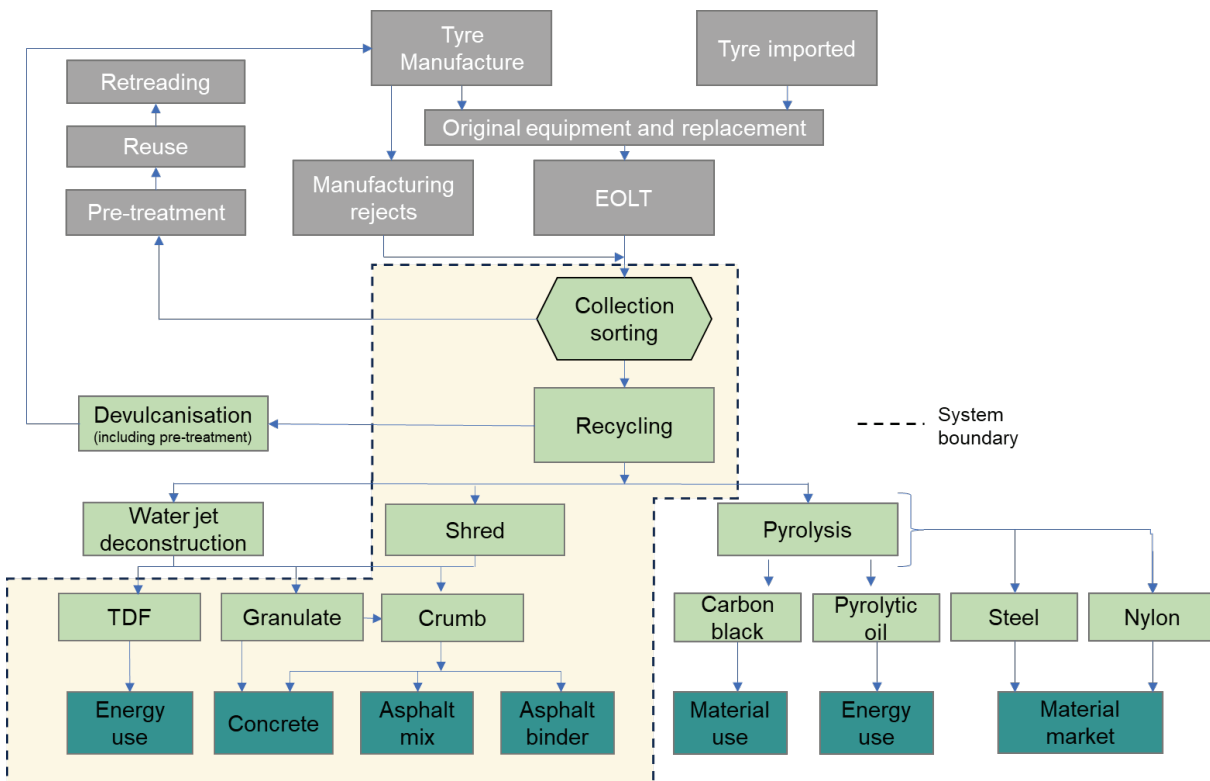 Tyre
Manufacture
Tyre imported
Retreading
Original equipment and replacement
Reuse
Manufacturing
rejects
EOLT
Pre-treatment
Collection
sorting
Devulcanisation
(including pre-treatment)
Recycling
System
boundary
Water jet
deconstruction
Shred
Pyrolysis
TDF
Granulate
Crumb
Carbon
black
Pyrolytic
oil
Steel
Nylon
Energy
use
Concrete
Asphalt
mix
Asphalt
binder
Material
use
Energy
use
Material
market